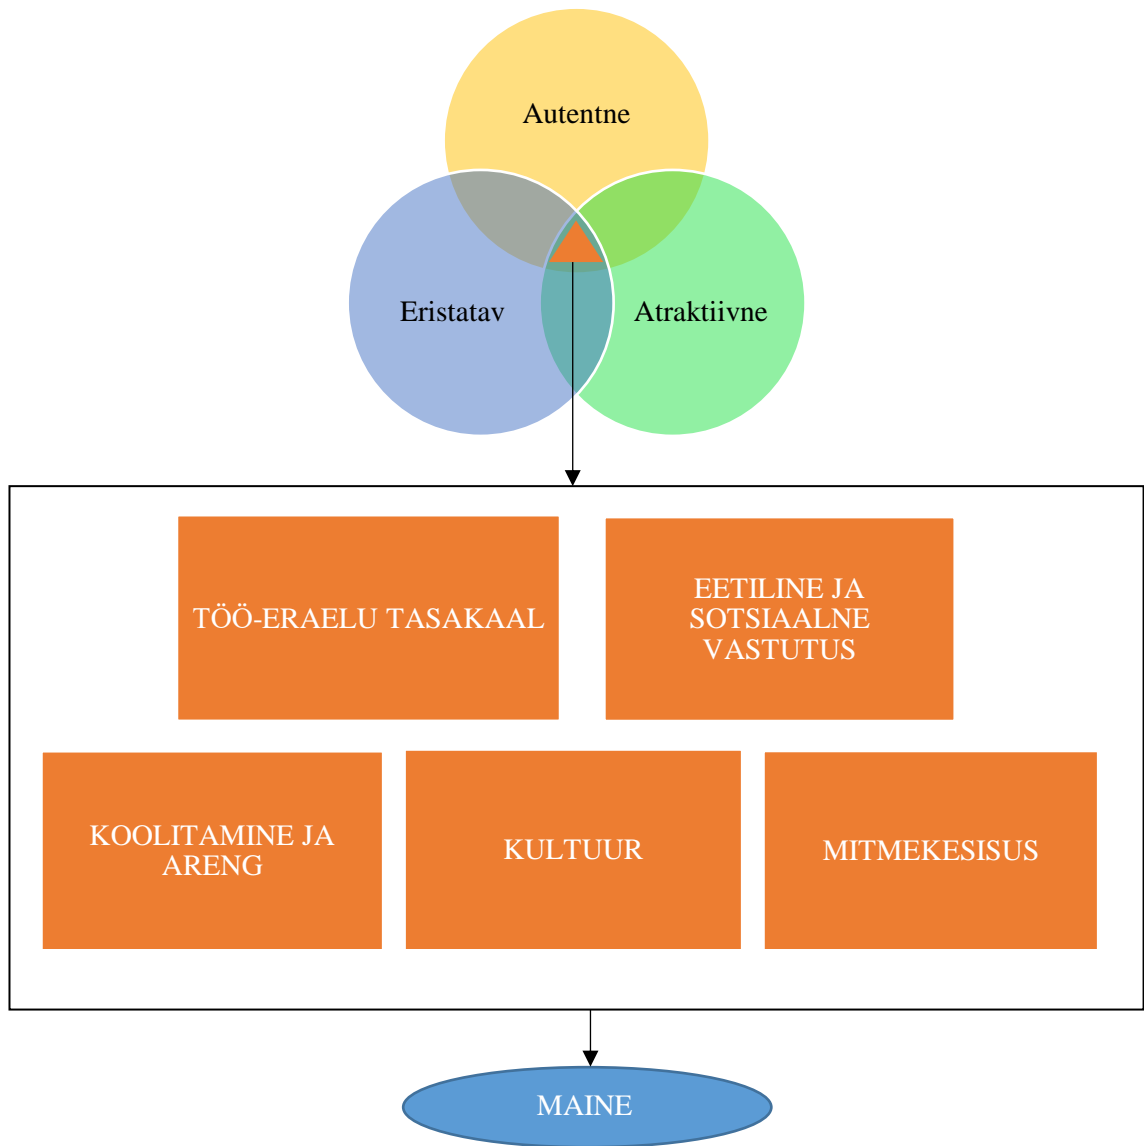 Autentne
Eristatav
Atraktiivne
TÖÖ-ERAELU TASAKAAL
EETILINE JA
SOTSIAALNE
VASTUTUS
KOOLITAMINE JA
ARENG
KULTUUR
MITMEKESISUS
MAINE